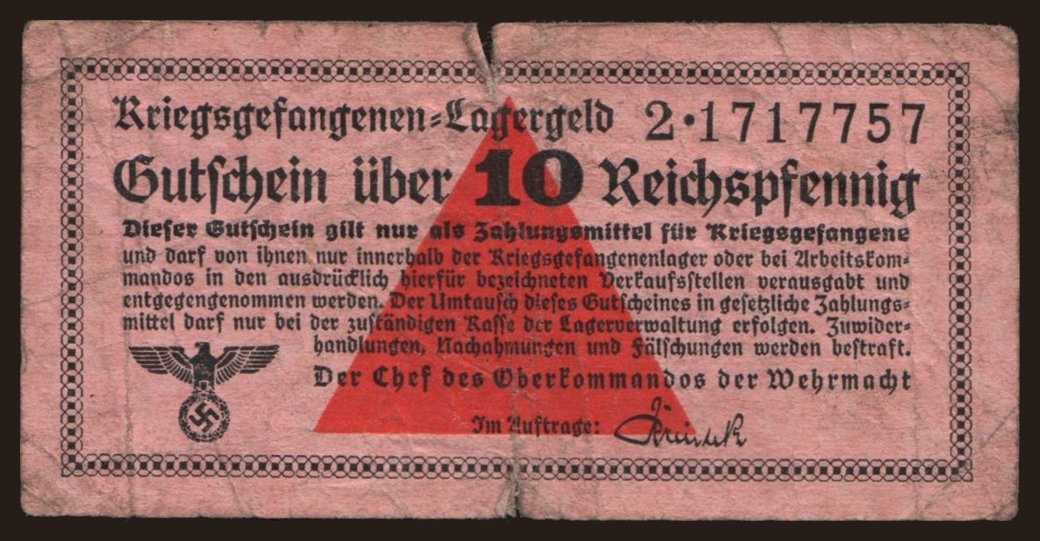 Kriegsgefangenen-Lagergeld 2·1717757
Gutschein über 10 Reichspfennig
Dieser Gutschein gilt nur als Zahlungsmittel für Kriegsgefangene
und darf von ihnen nur innerhalb der Kriegsgefangenenlager oder bei Arbeitskom-
mandos in den ausdrücklich hierfür bezeichneten Verkaufsstellen verausgabt und
entgegengenommen werden. Der Umtausch dieses Gutscheines in gesetzliche Zahlungs-
mittel darf nur bei der zuständigen Kasse der Lagerverwaltung erfolgen. Zuwider-
handlungen, Nachahmungen und Fälschungen werden bestraft.
Der Chef des Oberkommandos der Wehrmacht
Im Auftrage: